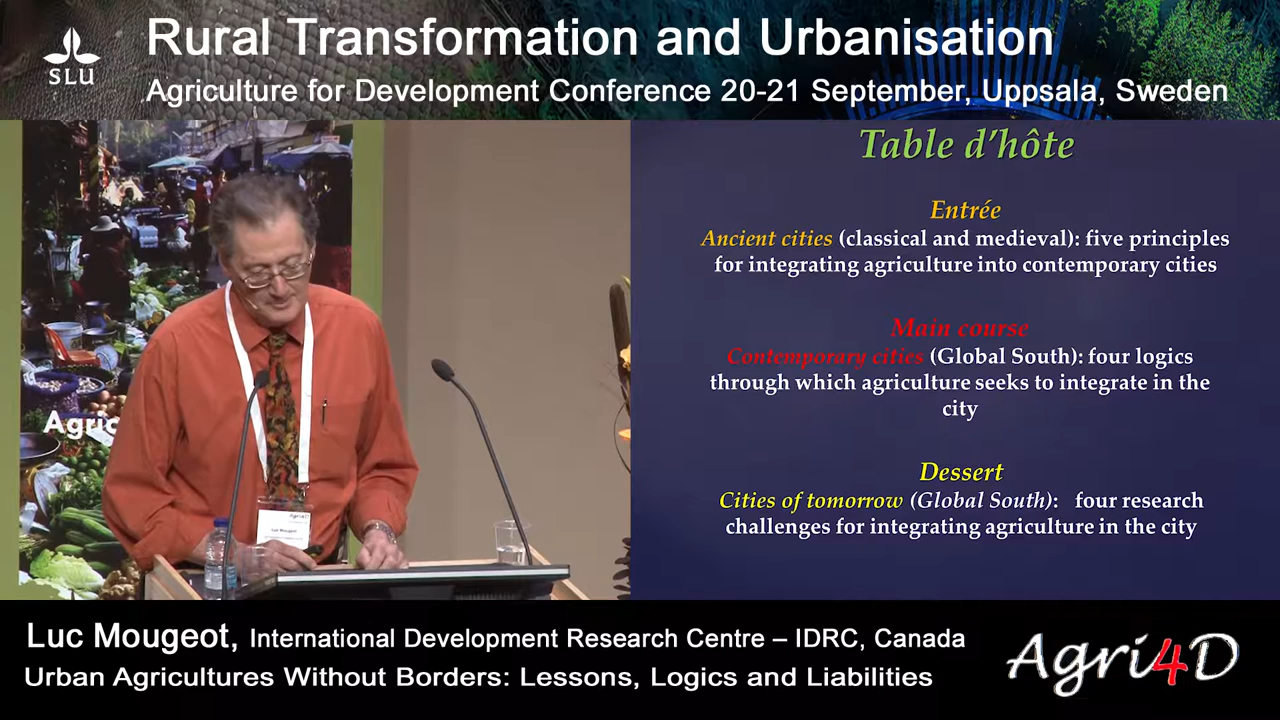 SLU
Rural Transformation and Urbanisation
Agriculture for Development Conference 20-21 September, Uppsala, Sweden
Agric
Agri4D
Luc Mougeot
Table d'hôte
Entrée
Ancient cities (classical and medieval): five principles
for integrating agriculture into contemporary cities
Main course
Contemporary cities (Global South): four logics
through which agriculture seeks to integrate in the
city
Dessert
Cities of tomorrow (Global South): four research
challenges for integrating agriculture in the city
Luc Mougeot, International Development Research Centre – IDRC, Canada
Urban Agricultures Without Borders: Lessons, Logics and Liabilities
Agri4D